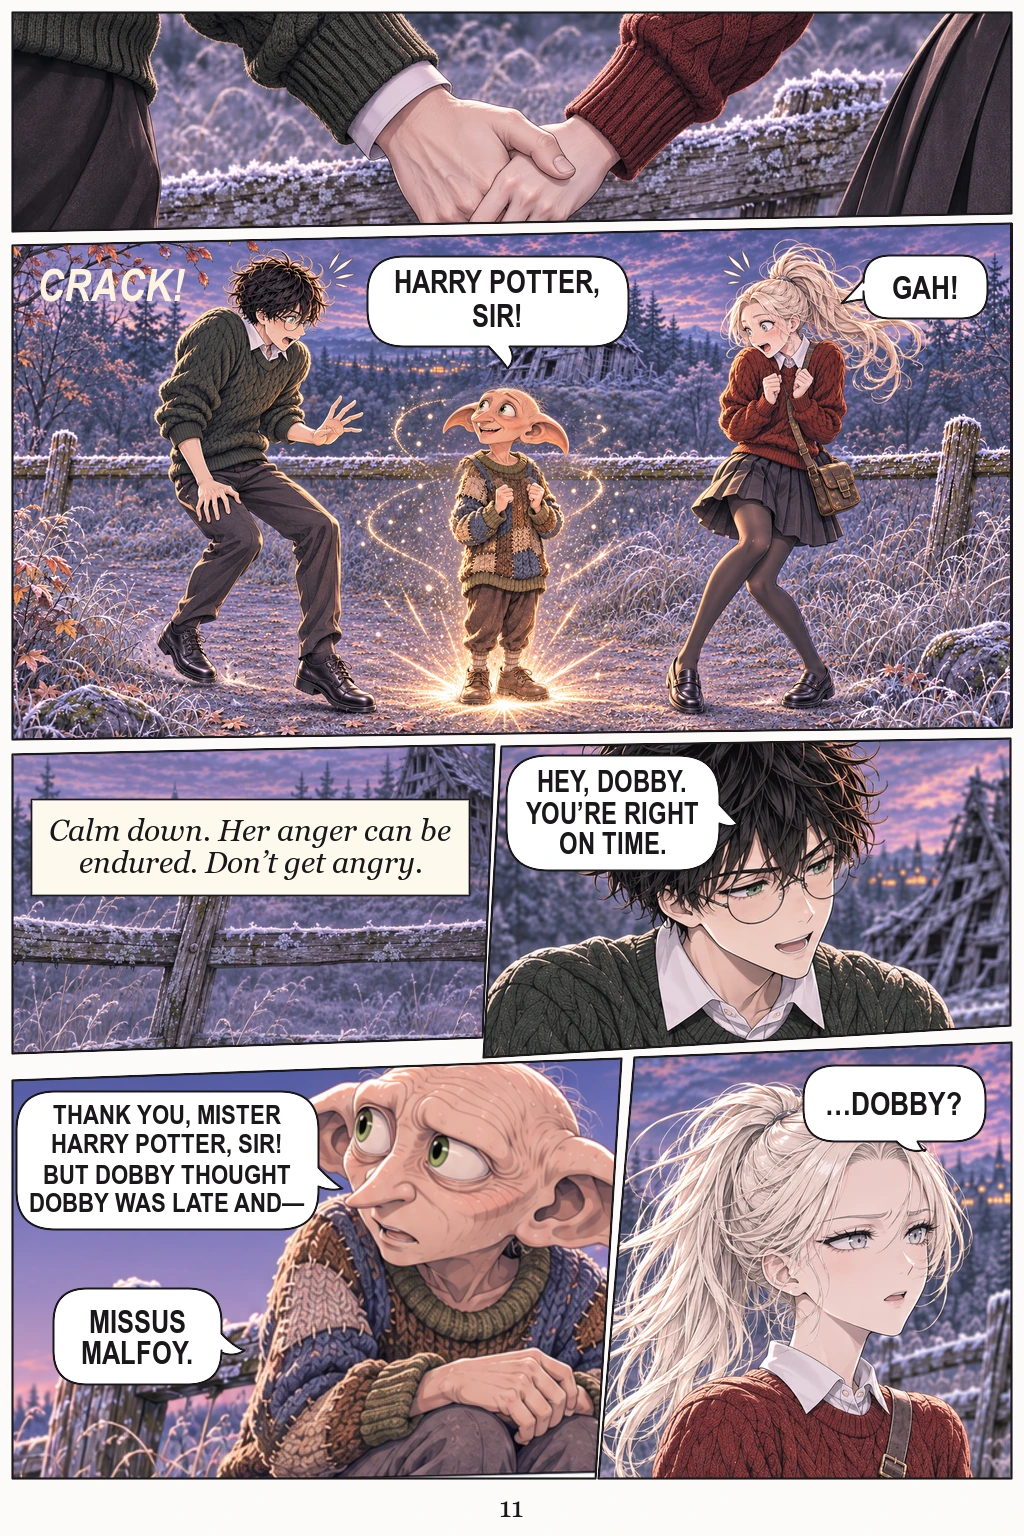 CRACK!
HARRY POTTER,
SIR!
GAH!
Calm down. Her anger can be
endured. Don’t get angry.
HEY, DOBBY.
YOU’RE RIGHT
ON TIME.
THANK YOU, MISTER
HARRY POTTER, SIR!
BUT DOBBY THOUGHT
DOBBY WAS LATE AND—
MISSUS
MALFOY.
...DOBBY?
11